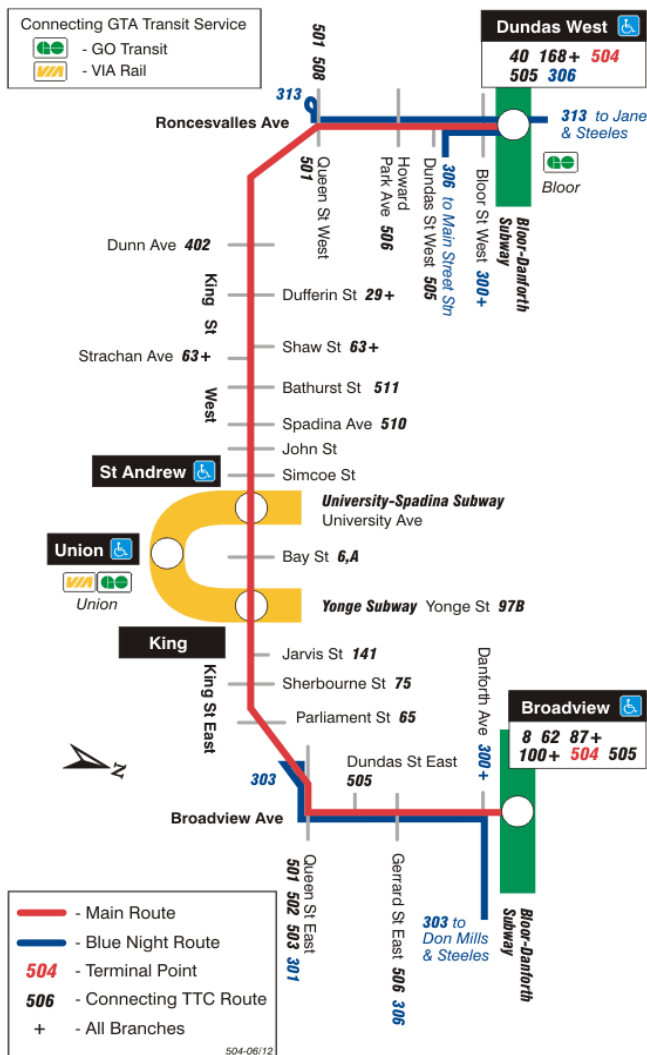 Connecting GTA Transit Service
GO - GO Transit
VIA - VIA Rail
Dundas West
40 168+ 504
505 306
501 508
313
Roncesvalles Ave
313 to Jane
& Steeles
GO
Bloor
Queen St West
501
Howard
Park Ave 506
Dundas St West 505
306 to Main Street Stn
Bloor St West 300+
Bloor-Danforth
Subway
Dunn Ave 402
King St West
Dufferin St 29+
Shaw St 63+
Strachan Ave 63+
Bathurst St 511
Spadina Ave 510
John St
St Andrew
Simcoe St
University-Spadina Subway
University Ave
Union
Bay St 6,A
VIA GO
Union
Yonge Subway Yonge St 97B
King
Jarvis St 141
King St East
Sherbourne St 75
Parliament St 65
Danforth Ave 300+
Broadview
8 62 87+
100+ 504 505
N
303
Dundas St East
505
Broadview Ave
Queen St East
501 502 503 301
Gerrard St East 506 306
303 to
Don Mills
& Steeles
Bloor-Danforth
Subway
- Main Route
- Blue Night Route
504 - Terminal Point
506 - Connecting TTC Route
+ - All Branches
504-06/12